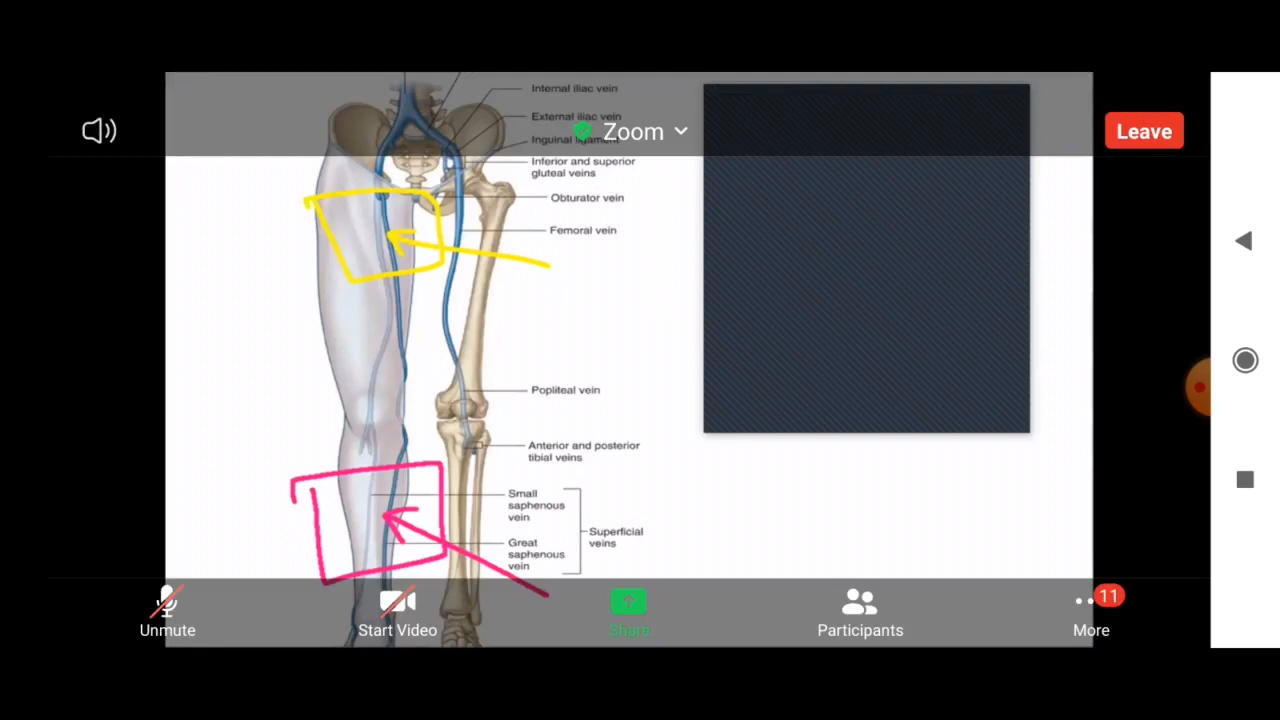 Internal iliac vein
External iliac vein
Zoom
Leave
Inguinal ligament
Inferior and superior
gluteal veins
Obturator vein
Femoral vein
Popliteal vein
Anterior and posterior
tibial veins
Small
saphenous
vein
Superficial
veins
Great
saphenous
vein
11
Unmute
Start Video
Share
Participants
More